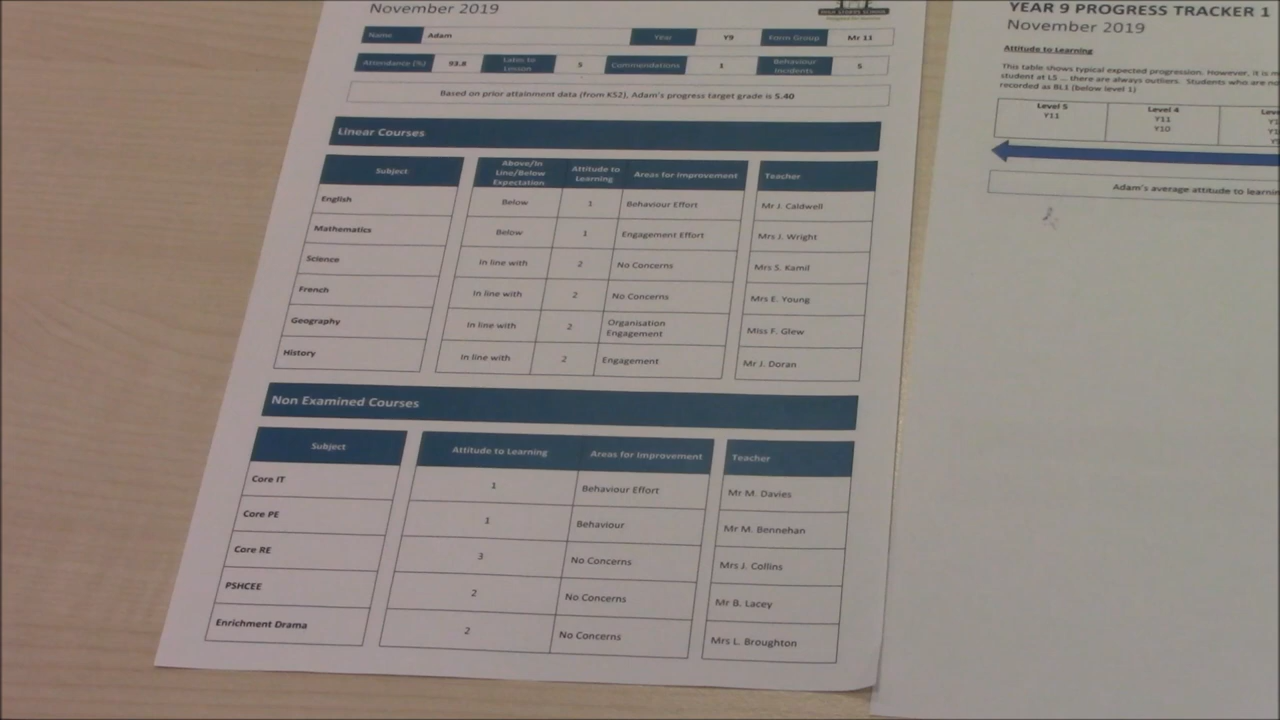 November 2019
Name Adam Year Y9 Form Group Mr 11
Attendance (%) 93.8 Lates to Lesson 5 Commendations 1 Behaviour Incidents 5
Based on prior attainment data (from KS2), Adam's progress target grade is 5.40
Linear Courses
Subject Above/In Line/Below Expectation Attitude to Learning Areas for Improvement Teacher
English Below 1 Behaviour Effort Mr J. Caldwell
Mathematics Below 1 Engagement Effort Mrs J. Wright
Science In line with 2 No Concerns Mrs S. Kamil
French In line with 2 No Concerns Mrs E. Young
Geography In line with 2 Organisation Engagement Miss F. Glew
History In line with 2 Engagement Mr J. Doran
Non Examined Courses
Subject Attitude to Learning Areas for Improvement Teacher
Core IT 1 Behaviour Effort Mr M. Davies
Core PE 1 Behaviour Mr M. Bennehan
Core RE 3 No Concerns Mrs J. Collins
PSHCEE 2 No Concerns Mr B. Lacey
Enrichment Drama 2 No Concerns Mrs L. Broughton
YEAR 9 PROGRESS TRACKER 1
November 2019
Attitude to Learning
This table shows typical expected progression. However, it is
student at LS ... there are always outliers. Students who are
recorded as BL1 (below level 1)
Level 5 Level 4
Y11 Y11
Y10
Adam's average attitude to